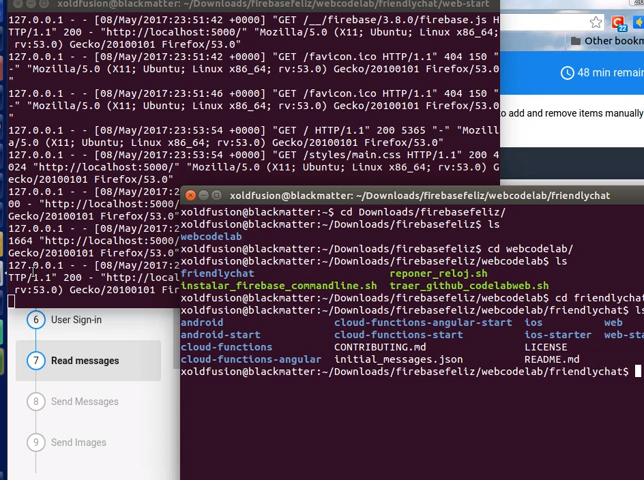 xoldfusion@blackmatter: ~/Downloads/firebasefeliz/webcodelab/friendlychat/web-start
127.0.0.1 - - [08/May/2017:23:51:42 +0000] "GET /__/firebase/3.8.0/firebase.js H
TTP/1.1" 200 - "http://localhost:5000/" "Mozilla/5.0 (X11; Ubuntu; Linux x86_64;
rv:53.0) Gecko/20100101 Firefox/53.0"
127.0.0.1 - - [08/May/2017:23:51:42 +0000] "GET /favicon.ico HTTP/1.1" 404 150 "
-" "Mozilla/5.0 (X11; Ubuntu; Linux x86_64; rv:53.0) Gecko/20100101 Firefox/53.0
"
127.0.0.1 - - [08/May/2017:23:51:46 +0000] "GET /favicon.ico HTTP/1.1" 404 150 "
-" "Mozilla/5.0 (X11; Ubuntu; Linux x86_64; rv:53.0) Gecko/20100101 Firefox/53.0
"
127.0.0.1 - - [08/May/2017:23:53:54 +0000] "GET / HTTP/1.1" 200 5365 "-" "Mozill
a/5.0 (X11; Ubuntu; Linux x86_64; rv:53.0) Gecko/20100101 Firefox/53.0"
127.0.0.1 - - [08/May/2017:23:53:54 +0000] "GET /styles/main.css HTTP/1.1" 200 4
024 "http://localhost:5000/" "Mozilla/5.0 (X11; Ubuntu; Linux x86_64; rv:53.0) G
ecko/20100101 Firefox/53.0"
127.0.0.1 - - [08/May/2017:2
00 - "http://localhost:5000/
Gecko/20100101 Firefox/53.0"
127.0.0.1 - - [08/May/2017:2
1664 "http://localhost:5000/
Gecko/20100101 Firefox/53.0"
127.0.0.1 - - [08/May/2017:2
TTP/1.1" 200 - "http://local
rv:53.0) Gecko/20100101 Fir
22
Other bookm
48 min remai
o add and remove items manually
xoldfusion@blackmatter: ~/Downloads/firebasefeliz/webcodelab/friendlychat
xoldfusion@blackmatter:~$ cd Downloads/firebasefeliz/
xoldfusion@blackmatter:~/Downloads/firebasefeliz$ ls
webcodelab
xoldfusion@blackmatter:~/Downloads/firebasefeliz$ cd webcodelab/
xoldfusion@blackmatter:~/Downloads/firebasefeliz/webcodelab$ ls
friendlychat reponer_reloj.sh
instalar_firebase_commandline.sh traer_github_codelabweb.sh
xoldfusion@blackmatter:~/Downloads/firebasefeliz/webcodelab$ cd friendlychat
xoldfusion@blackmatter:~/Downloads/firebasefeliz/webcodelab/friendlychat$ ls
android cloud-functions-angular-start ios web
android-start cloud-functions-start ios-starter web-sta
cloud-functions CONTRIBUTING.md LICENSE
cloud-functions-angular initial_messages.json README.md
xoldfusion@blackmatter:~/Downloads/firebasefeliz/webcodelab/friendlychat$
6 User Sign-in
7 Read messages
8 Send Messages
9 Send Images